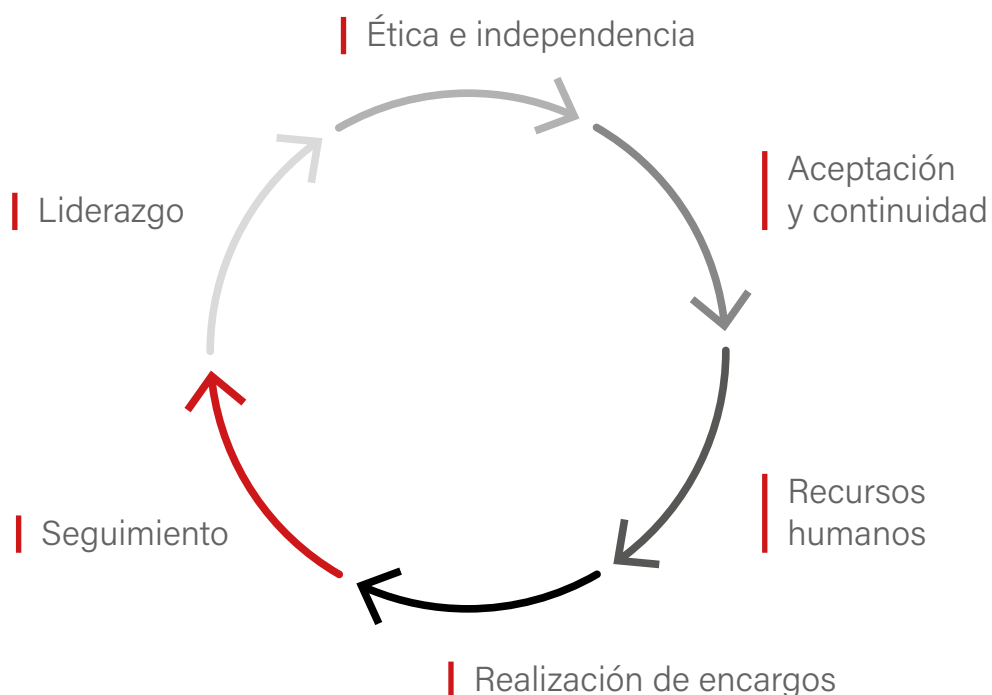 Ética e independencia
Aceptación
y continuidad
Liderazgo
Recursos
humanos
Seguimiento
Realización de encargos